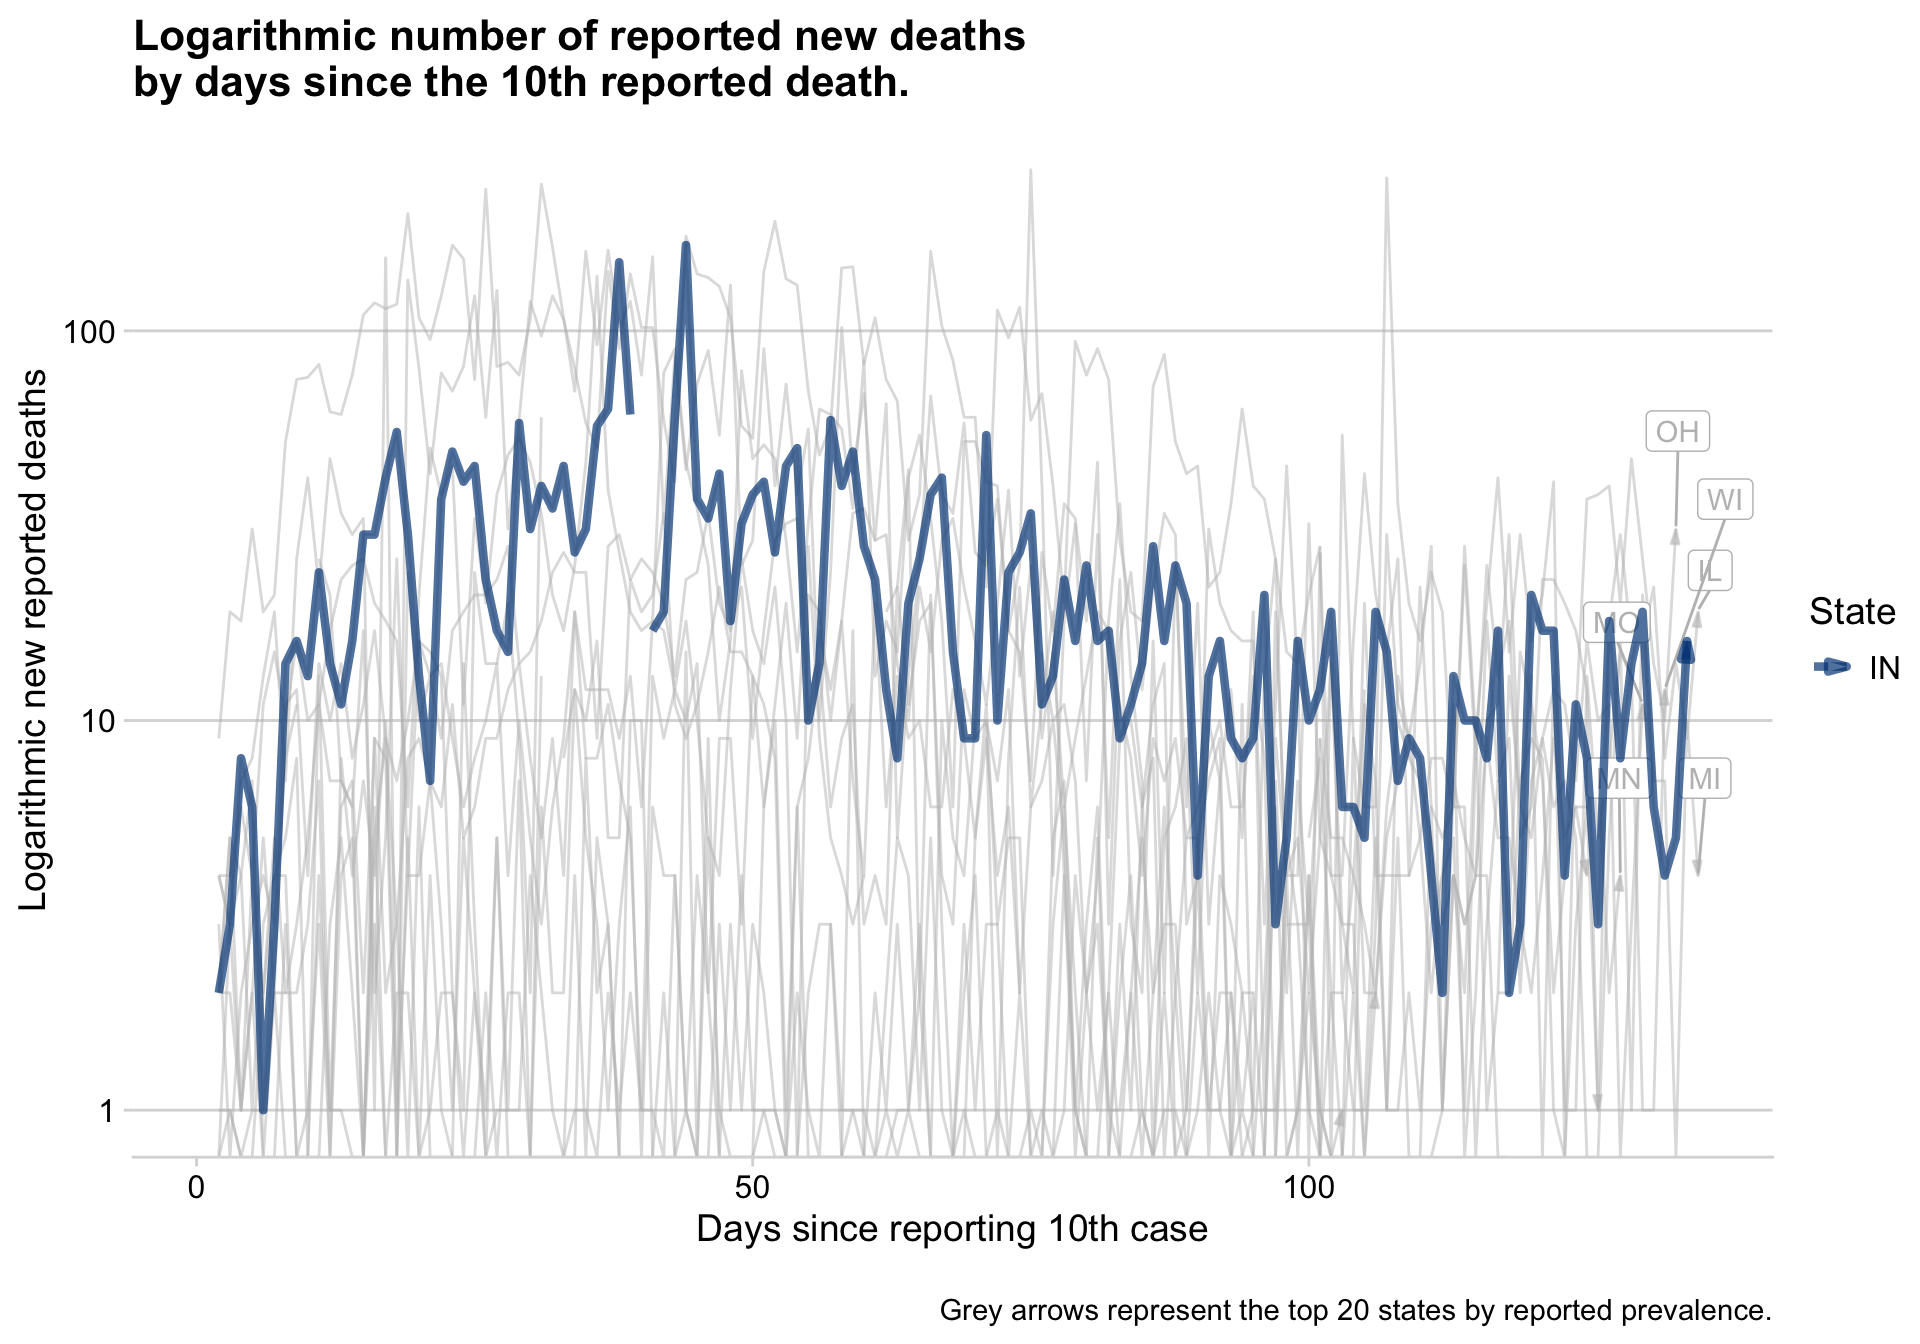 Logarithmic number of reported new deaths
by days since the 10th reported death.
Logarithmic new reported deaths
100
10
1
OH
WI
IL
MO
MN
MI
State
IN
0
50
100
Days since reporting 10th case
Grey arrows represent the top 20 states by reported prevalence.